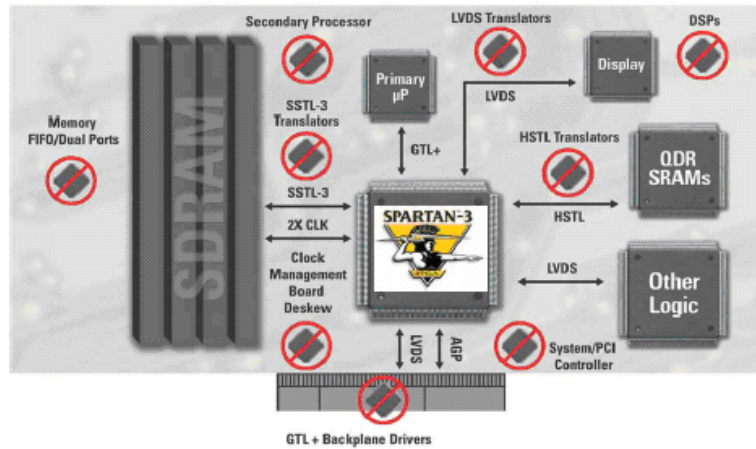 Secondary Processor
LVDS Translators
DSPs
Primary
µP
Display
LVDS
Memory
FIFO/Dual Ports
SSTL-3
Translators
GTL+
HSTL Translators
QDR
SRAMs
SDRAM
SSTL-3
SPARTAN-3
HSTL
2X CLK
Clock
Management
Board
Deskew
LVDS
Other
Logic
LVDS
AGP
System/PCI
Controller
GTL + Backplane Drivers